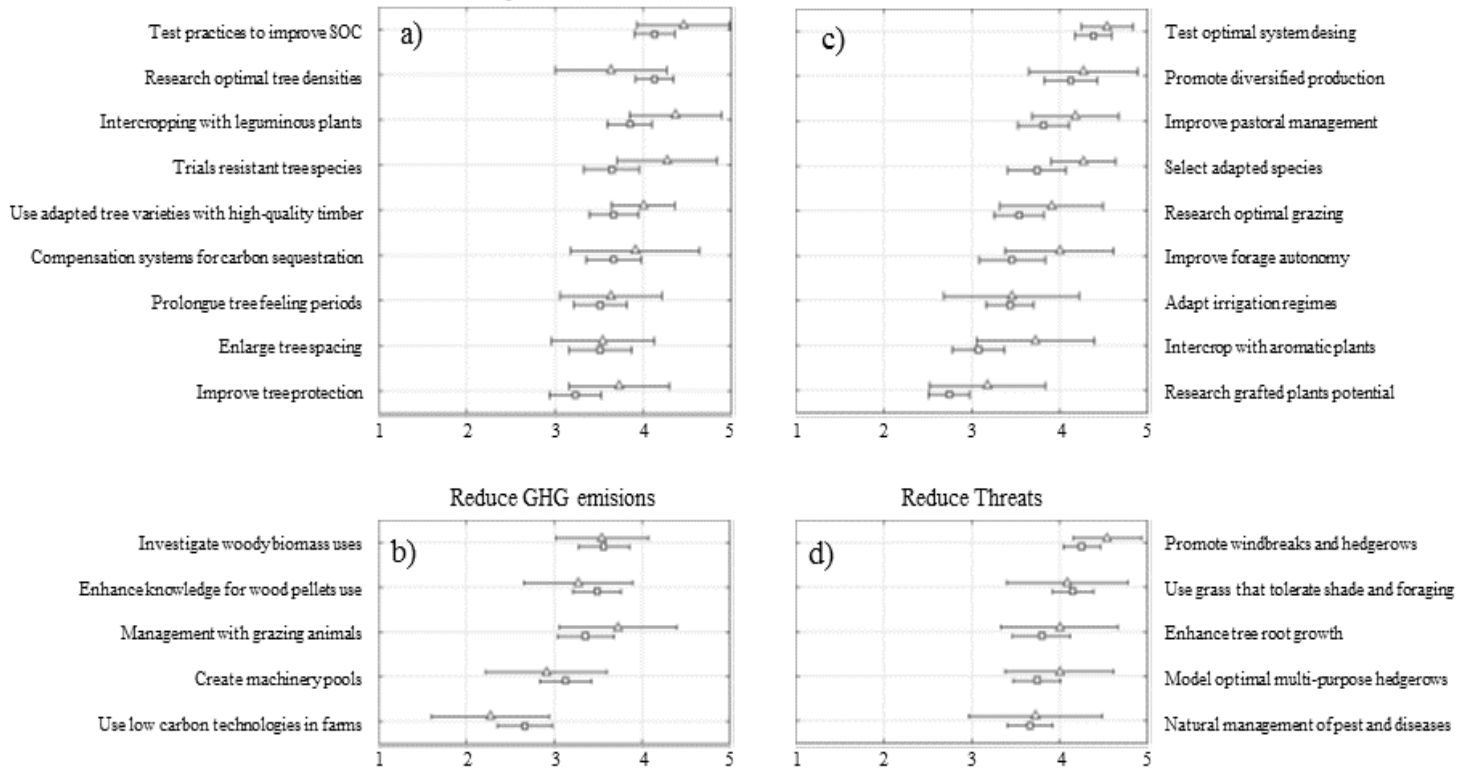 a)
Test practices to improve SOC
Research optimal tree densities
Intercropping with leguminous plants
Trials resistant tree species
Use adapted tree varieties with high-quality timber
Compensation systems for carbon sequestration
Prolongue tree feeling periods
Enlarge tree spacing
Improve tree protection
1 2 3 4 5
c)
Test optimal system desing
Promote diversified production
Improve pastoral management
Select adapted species
Research optimal grazing
Improve forage autonomy
Adapt irrigation regimes
Intercrop with aromatic plants
Research grafted plants potential
1 2 3 4 5
Reduce GHG emisions
b)
Investigate woody biomass uses
Enhance knowledge for wood pellets use
Management with grazing animals
Create machinery pools
Use low carbon technologies in farms
1 2 3 4 5
Reduce Threats
d)
Promote windbreaks and hedgerows
Use grass that tolerate shade and foraging
Enhance tree root growth
Model optimal multi-purpose hedgerows
Natural management of pest and diseases
1 2 3 4 5